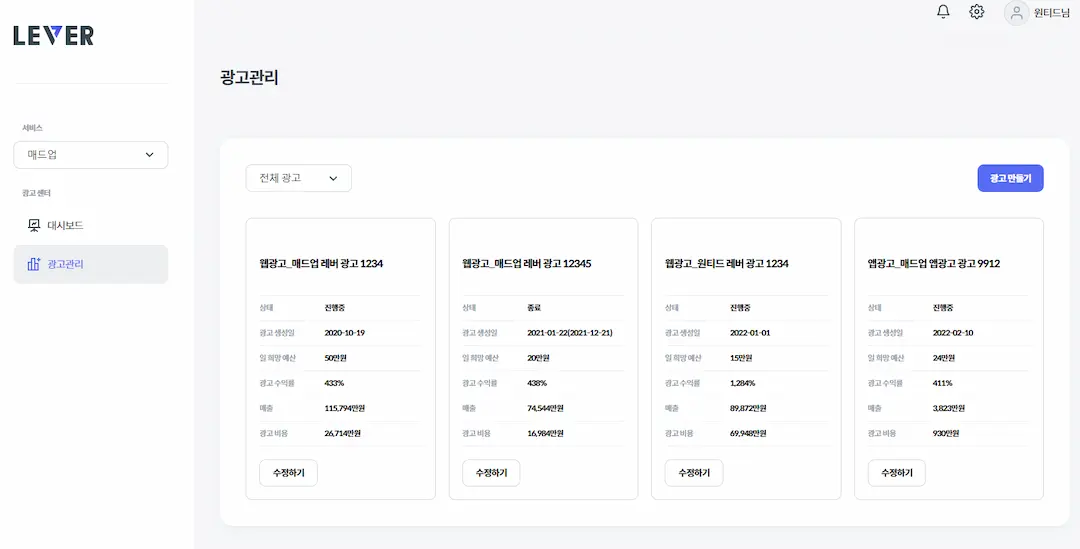 LEVER
원티드님
광고관리
서비스
매드업
광고센터
대시보드
광고관리
전체 광고
광고 만들기
웹광고_매드업 레버 광고 1234
상태 진행중
광고 생성일 2020-10-19
일 희망 예산 50만원
광고 수익률 433%
매출 115,794만원
광고 비용 26,714만원
수정하기
웹광고_매드업 레버 광고 12345
상태 종료
광고 생성일 2021-01-22(2021-12-21)
일 희망 예산 20만원
광고 수익률 438%
매출 74,544만원
광고 비용 16,984만원
수정하기
웹광고_원티드 레버 광고 1234
상태 진행중
광고 생성일 2022-01-01
일 희망 예산 15만원
광고 수익률 1,284%
매출 89,872만원
광고 비용 69,948만원
수정하기
앱광고_매드업 앱광고 광고 9912
상태 진행중
광고 생성일 2022-02-10
일 희망 예산 24만원
광고 수익률 411%
매출 3,823만원
광고 비용 930만원
수정하기